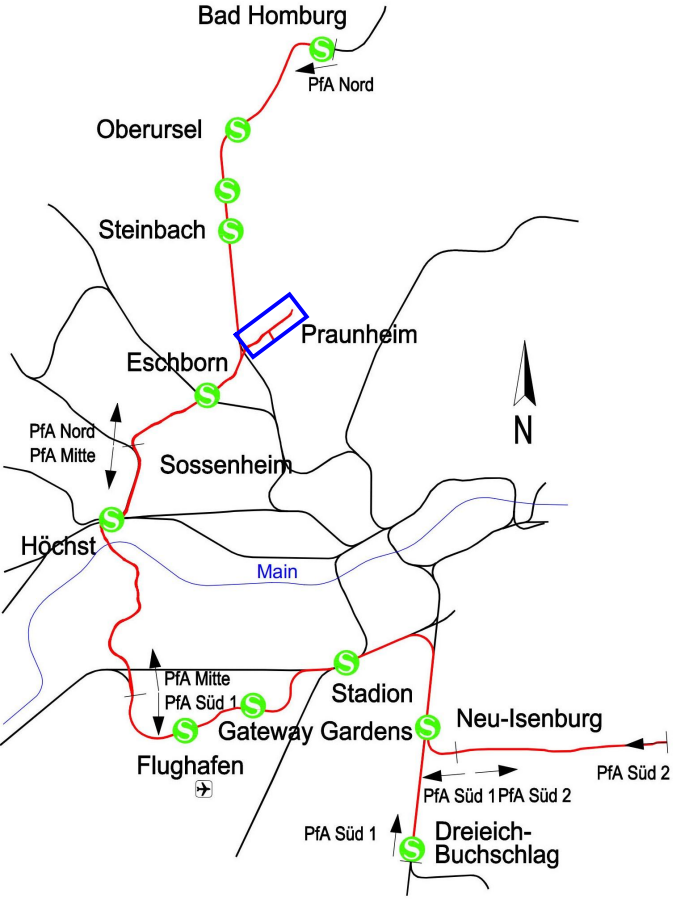 Bad Homburg
S
PfA Nord
Oberursel
S
S
Steinbach
S
Praunheim
Eschborn
S
PfA Nord
PfA Mitte
N
Sossenheim
S
Höchst
Main
PfA Mitte
S
PfA Süd 1
Stadion
S
Gateway Gardens
S
Neu-Isenburg
S
Flughafen
PfA Süd 2
PfA Süd 1 PfA Süd 2
PfA Süd 1
S
Dreieich-
Buchschlag